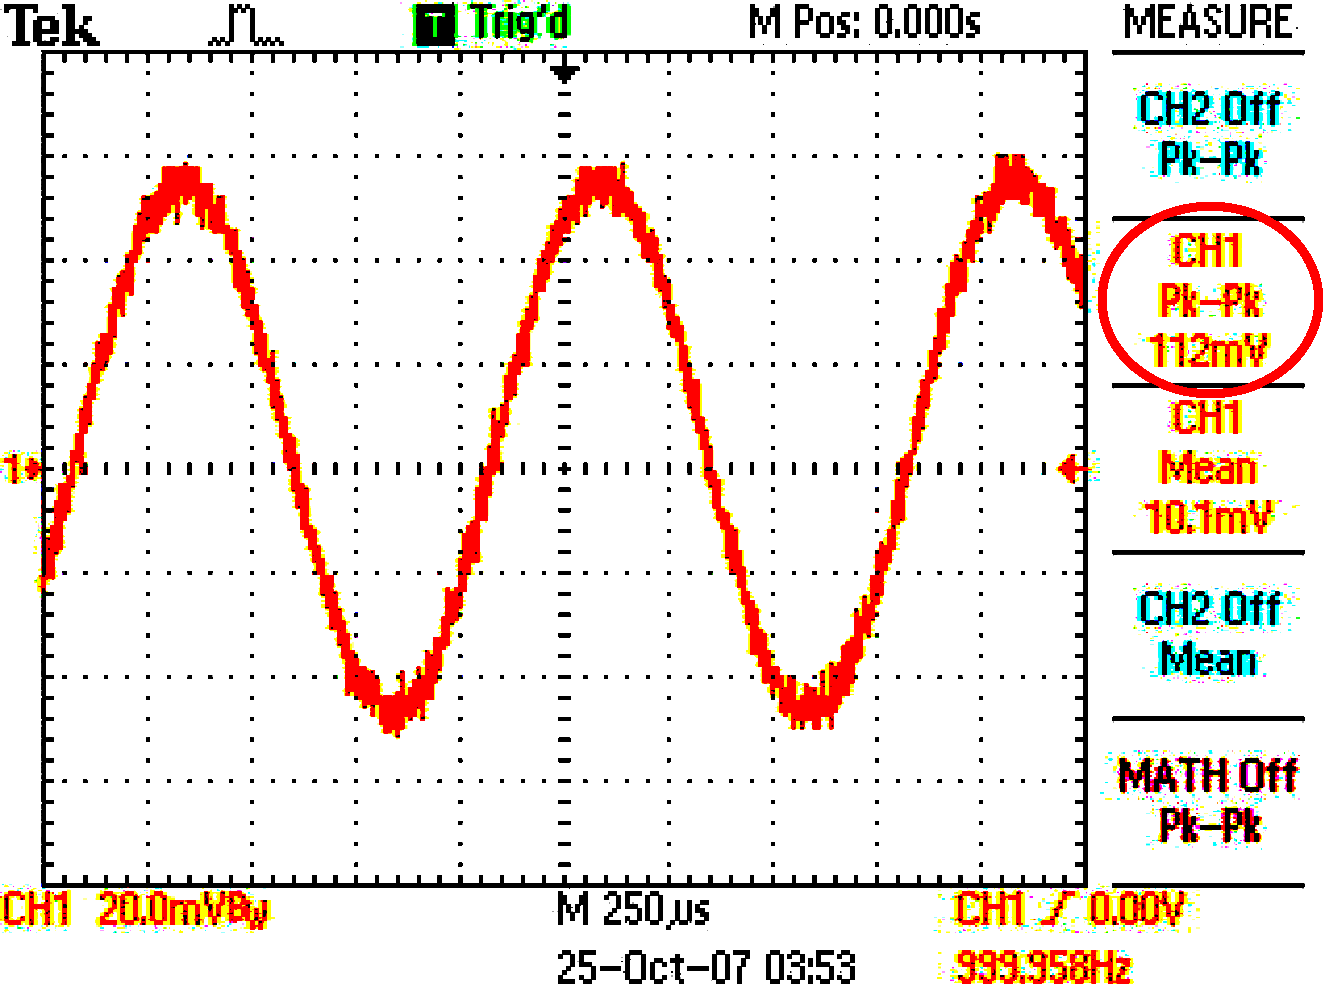 Tek T Trig'd M Pos: 0.000s MEASURE
CH2 Off
Pk-Pk
CH1
Pk-Pk
112mV
CH1
Mean
10.1mV
CH2 Off
Mean
MATH Off
Pk-Pk
1
CH1 20.0mVBW M 250µs CH1 0.00V
25-Oct-07 03:53 999.958Hz